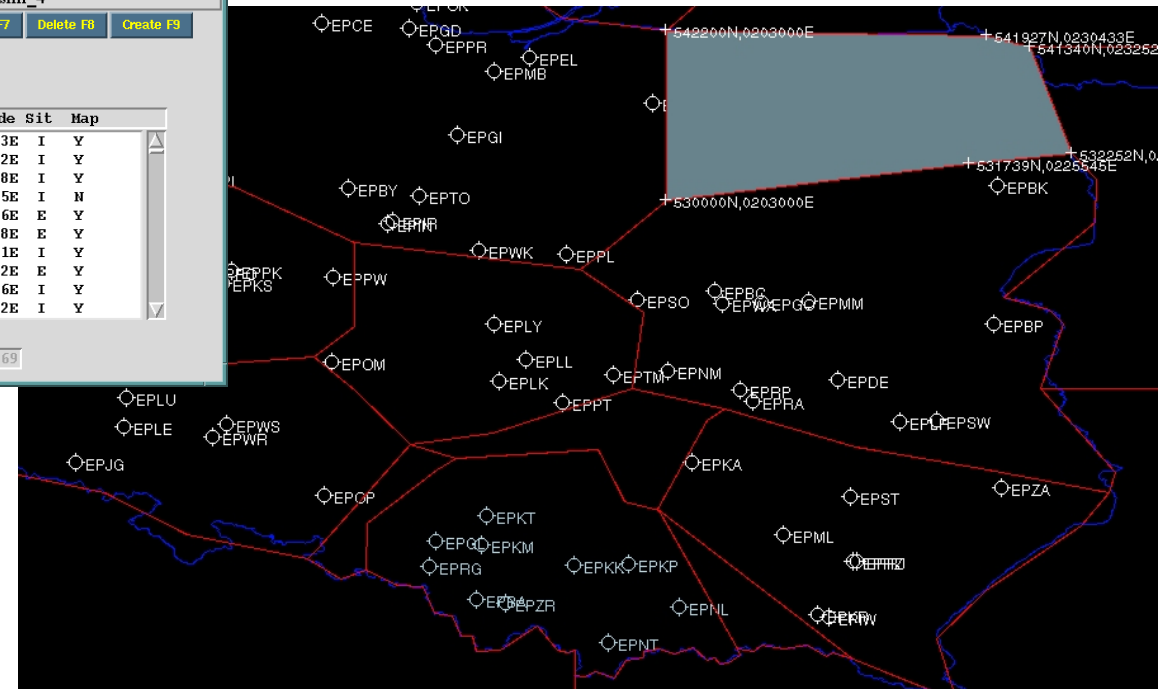 F7
Delete F8
Create F9
de Sit Map
3E I Y
2E I Y
8E I Y
5E I N
6E E Y
8E E Y
1E I Y
2E E Y
6E I Y
2E I Y
69
EPCE
EPGD
EPPR
EPEL
EPMB
EPGI
EPBY
EPTO
EPWK
EPPL
EPPW
EPKS
EPSO
EPBC
EPMM
EPLY
EPLL
EPLK
EPOM
EPTM
EPNM
EPPT
EPRP
EPRA
EPDE
EPSW
EPBK
EPBP
EPLU
EPLE
EPWS
EPWR
EPJG
EPOP
EPKA
EPST
EPZA
EPML
EPKT
EPKM
EPRG
EPKK
EPKP
EPZR
EPNL
EPNT
542200N,0203000E
541927N,0230433E
541340N,023252
532252N,0
531739N,0225545E
530000N,0203000E